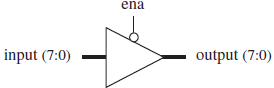 ena
input (7:0)
output (7:0)